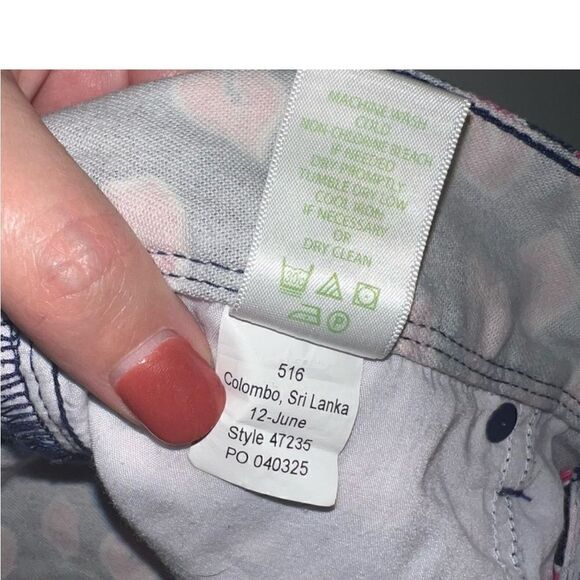 MACHINE WASH
COLD
NON-CHLORINE BLEACH
IF NEEDED
DRY PROMPTLY
TUMBLE DRY LOW
COOL IRON
IF NECESSARY
OR
DRY CLEAN
516
Colombo, Sri Lanka
12-June
Style 47235
PO 040325